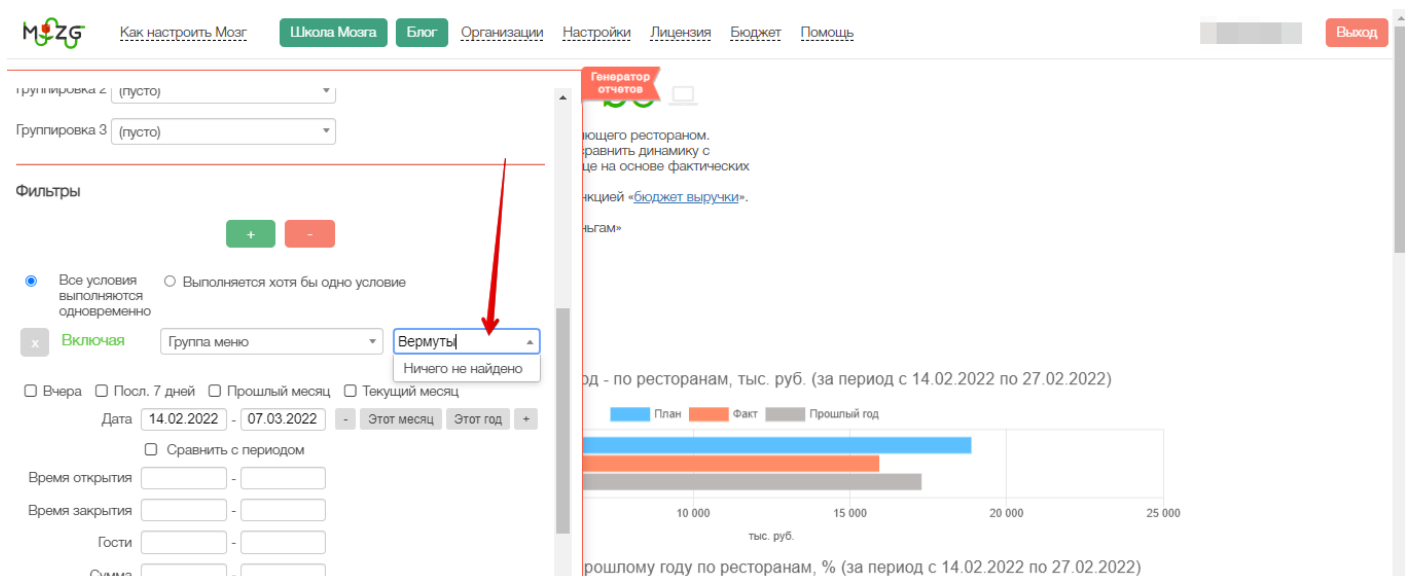 MOZG
Как настроить Мозг Школа Мозга Блог Организации Настройки Лицензия Бюджет Помощь Выход
Генератор отчетов
Группировка 2 (пусто)
Группировка 3 (пусто)
ющего рестораном.
равнить динамику с
це на основе фактических
Фильтры
кцией «бюджет выручки».
+ -
ньгам»
Все условия выполняются одновременно
Выполняется хотя бы одно условие
x Включая Группа меню Вермуты
Ничего не найдено
Вчера Посл. 7 дней Прошлый месяц Текущий месяц
Дата 14.02.2022 - 07.03.2022 - Этот месяц Этот год +
Сравнить с периодом
Время открытия -
Время закрытия -
Гости -
Сумма -
од - по ресторанам, тыс. руб. (за период с 14.02.2022 по 27.02.2022)
План Факт Прошлый год
10 000 15 000 20 000 25 000
тыс. руб.
рошлому году по ресторанам, % (за период с 14.02.2022 по 27.02.2022)